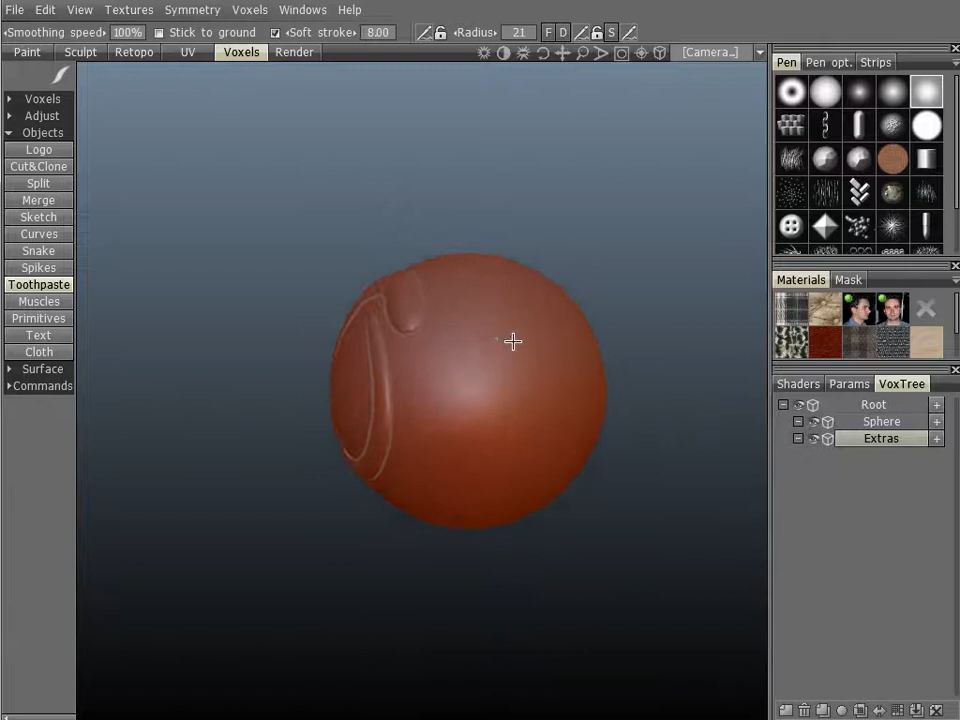 File Edit View Textures Symmetry Voxels Windows Help
Smoothing speed 100% Stick to ground Soft stroke 8.00 Radius 21 F D S
Paint Sculpt Retopo UV Voxels Render [Camera...]
Voxels
Adjust
Objects
Logo
Cut&Clone
Split
Merge
Sketch
Curves
Snake
Spikes
Toothpaste
Muscles
Primitives
Text
Cloth
Surface
Commands
Pen Pen opt. Strips
Materials Mask
Shaders Params VoxTree
Root +
Sphere +
Extras +